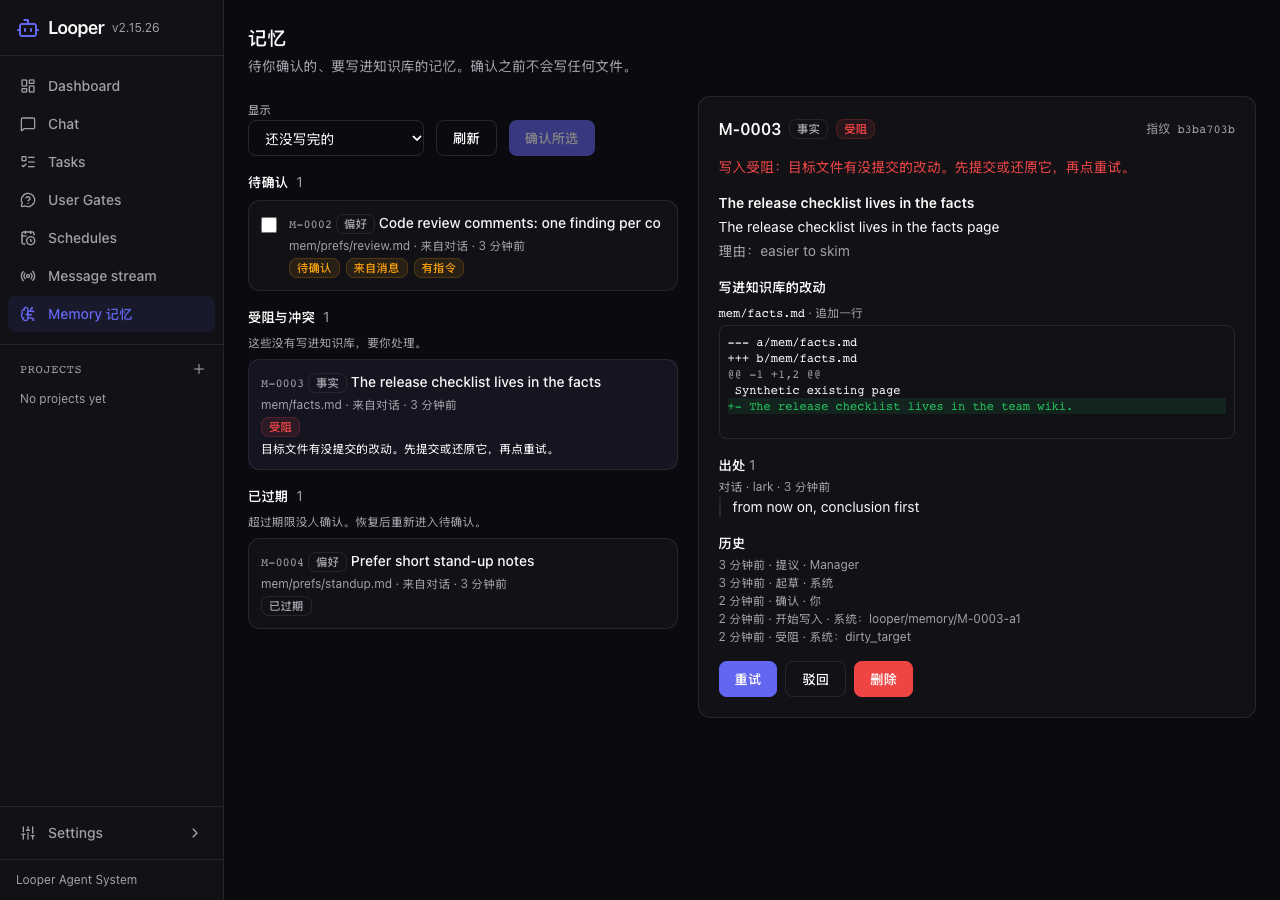 Looper v2.15.26
Dashboard
Chat
Tasks
User Gates
Schedules
Message stream
Memory 记忆
PROJECTS
No projects yet
Settings
Looper Agent System
记忆
待你确认的、要写进知识库的记忆。确认之前不会写任何文件。
显示
还没写完的 刷新 确认所选
待确认 1
M-0002 偏好 Code review comments: one finding per co
mem/prefs/review.md · 来自对话 · 3 分钟前
待确认 来自消息 有指令
受阻与冲突 1
这些没有写进知识库，要你处理。
M-0003 事实 The release checklist lives in the facts
mem/facts.md · 来自对话 · 3 分钟前
受阻
目标文件有没提交的改动。先提交或还原它，再点重试。
已过期 1
超过期限没人确认。恢复后重新进入待确认。
M-0004 偏好 Prefer short stand-up notes
mem/prefs/standup.md · 来自对话 · 3 分钟前
已过期
M-0003 事实 受阻 指纹 b3ba703b
写入受阻：目标文件有没提交的改动。先提交或还原它，再点重试。
The release checklist lives in the facts
The release checklist lives in the facts page
理由：easier to skim
写进知识库的改动
mem/facts.md · 追加一行
--- a/mem/facts.md
+++ b/mem/facts.md
@@ -1 +1,2 @@
Synthetic existing page
+- The release checklist lives in the team wiki.
出处 1
对话 · lark · 3 分钟前
from now on, conclusion first
历史
3 分钟前 · 提议 · Manager
3 分钟前 · 起草 · 系统
2 分钟前 · 确认 · 你
2 分钟前 · 开始写入 · 系统：looper/memory/M-0003-a1
2 分钟前 · 受阻 · 系统：dirty_target
重试 驳回 删除